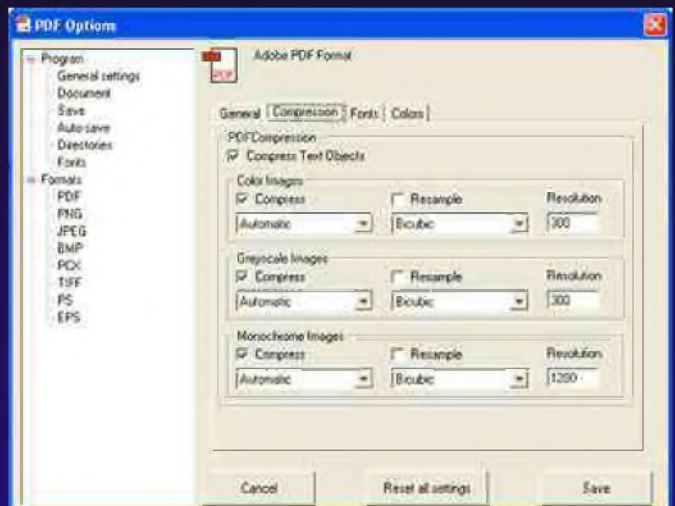 PDF Options
Program
General settings
Document
Save
Auto-save
Directories
Fonts
Formats
PDF
PNG
JPEG
BMP
PCX
TIFF
PS
EPS
PDF
Adobe PDF Format
General Compression Fonts Colors
PDFCompression
Compress Text Objects
Color Images
Compress Resample Resolution
Automatic Bicubic 300
Greyscale Images
Compress Resample Resolution
Automatic Bicubic 300
Monochrome Images
Compress Resample Resolution
Automatic Bicubic 1200
Cancel Reset all settings Save